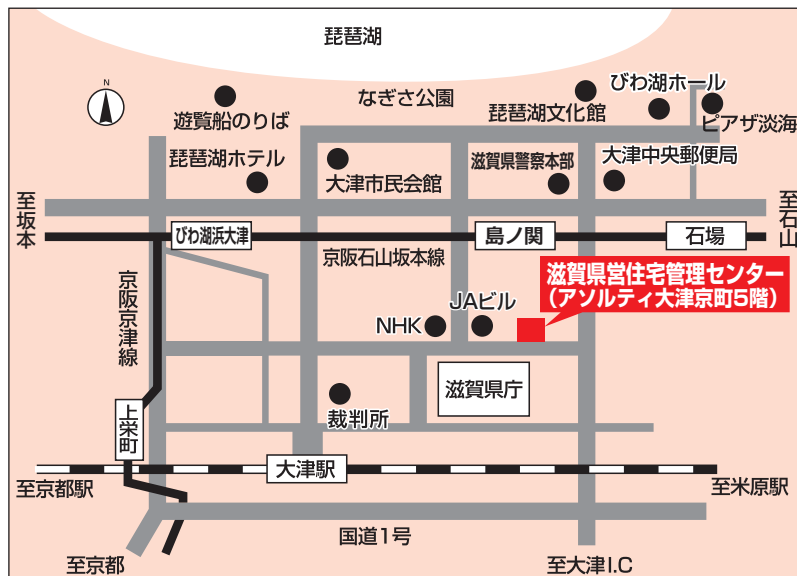 琵琶湖
N
なぎさ公園
びわ湖ホール
琵琶湖文化館
ピアザ淡海
遊覧船のりば
琵琶湖ホテル
大津市民会館
滋賀県警察本部
大津中央郵便局
至坂本
至石山
びわ湖浜大津
島ノ関
石場
京阪石山坂本線
京阪京津線
滋賀県営住宅管理センター
（アソルティ大津京町5階）
JAビル
NHK
滋賀県庁
裁判所
上栄町
大津駅
至京都駅
至米原駅
国道1号
至京都
至大津I.C